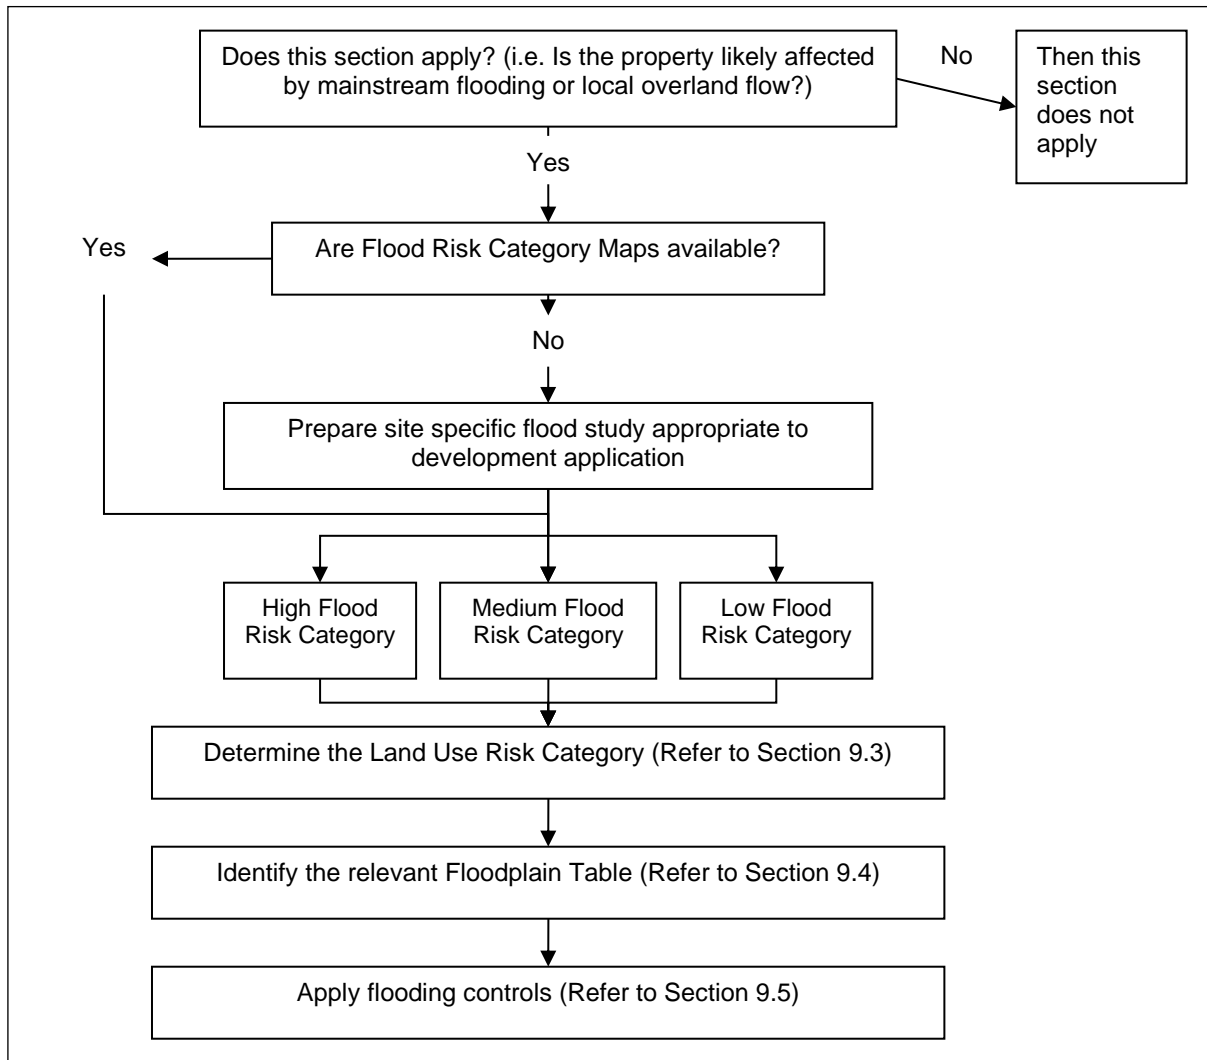 Does this section apply? (i.e. Is the property likely affected
by mainstream flooding or local overland flow?)
No
Then this
section
does not
apply
Yes
Yes
Are Flood Risk Category Maps available?
No
Prepare site specific flood study appropriate to
development application
High Flood
Risk Category
Medium Flood
Risk Category
Low Flood
Risk Category
Determine the Land Use Risk Category (Refer to Section 9.3)
Identify the relevant Floodplain Table (Refer to Section 9.4)
Apply flooding controls (Refer to Section 9.5)